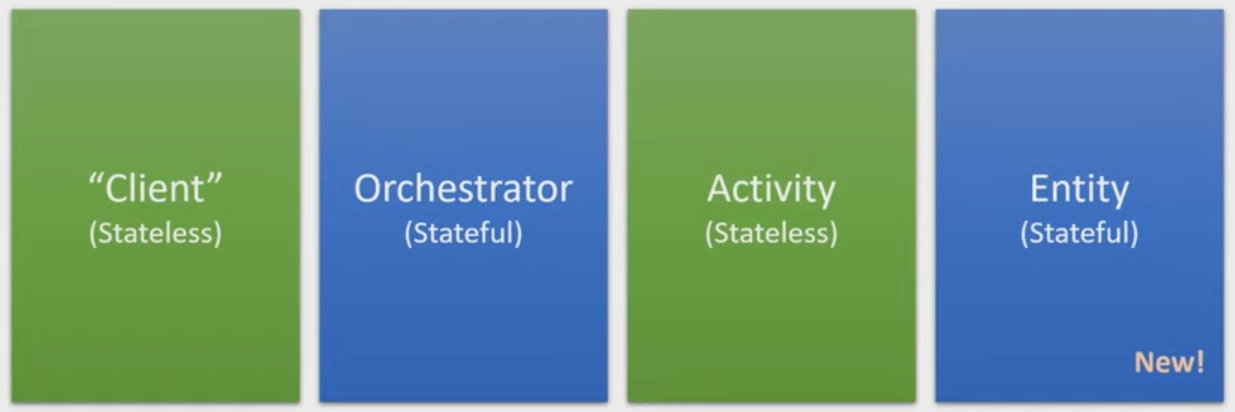 “Client”
(Stateless)
Orchestrator
(Stateful)
Activity
(Stateless)
Entity
(Stateful)
New!